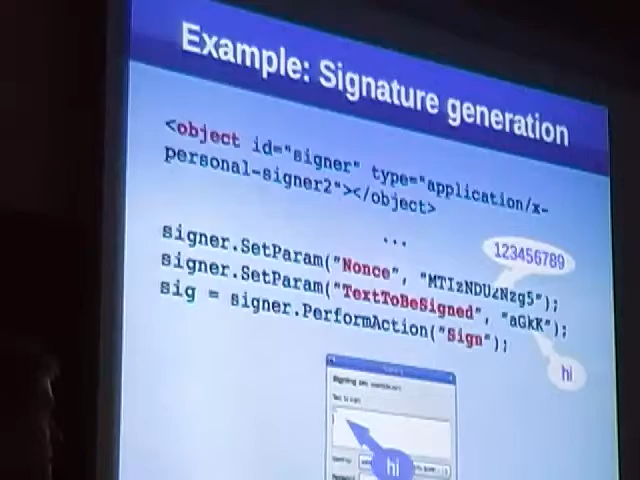 Example: Signature generation
<object id="signer" type="application/x-
personal-signer2"></object>
...
123456789
signer.SetParam("Nonce", "MTIzNDU2Nzg5");
signer.SetParam("TextToBeSigned", "aGkK");
sig = signer.PerformAction("Sign");
hi
hi